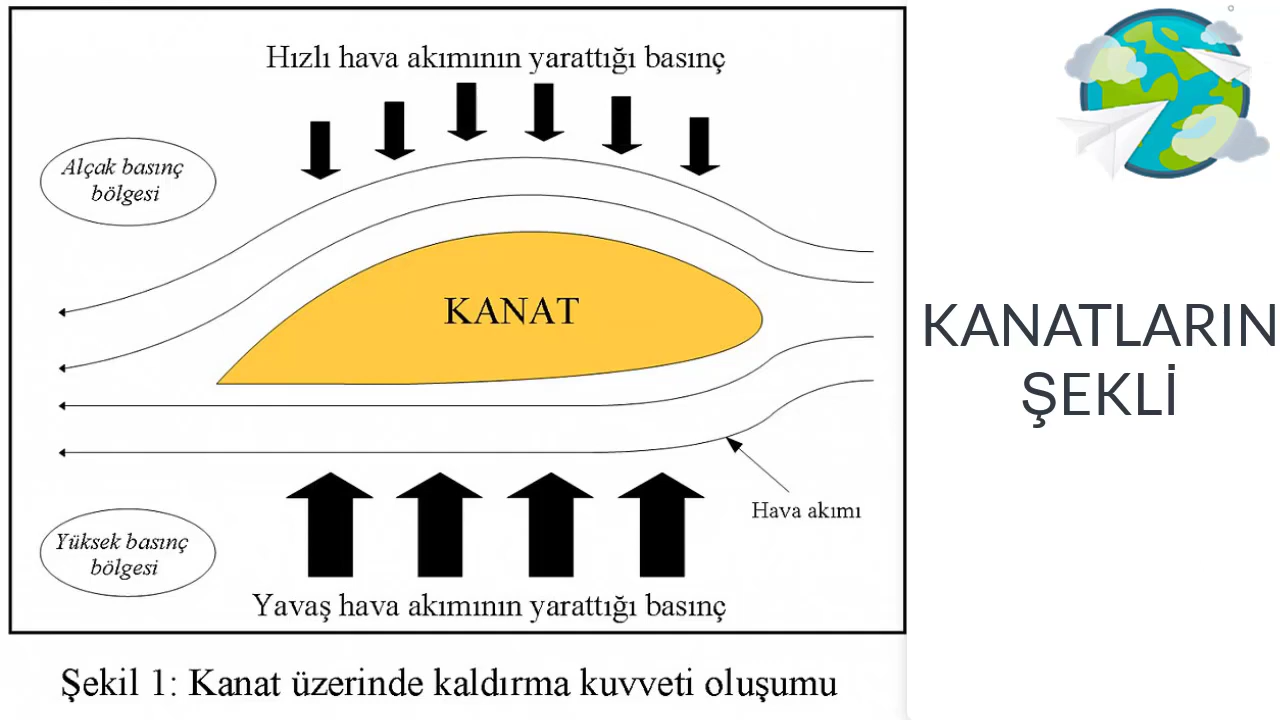 Hızlı hava akımının yarattığı basınç
Alçak basınç
bölgesi
KANAT
Hava akımı
Yüksek basınç
bölgesi
Yavaş hava akımının yarattığı basınç
Şekil 1: Kanat üzerinde kaldırma kuvveti oluşumu
KANATLARIN
ŞEKLİ